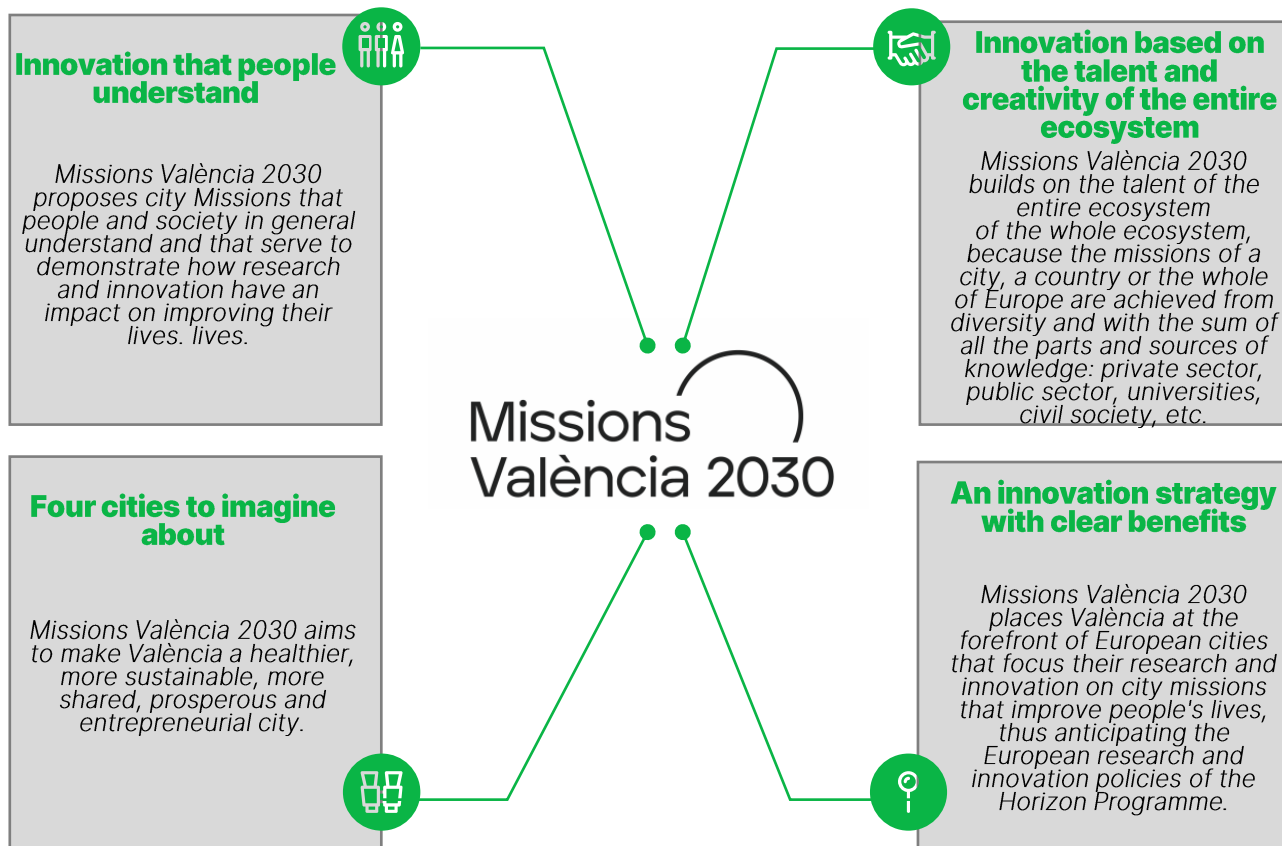 Innovation that people
understand
Missions València 2030
proposes city Missions that
people and society in general
understand and that serve to
demonstrate how research
and innovation have an
impact on improving their
lives. lives.
Innovation based on
the talent and
creativity of the entire
ecosystem
Missions València 2030
builds on the talent of the
entire ecosystem
of the whole ecosystem,
because the missions of a
city, a country or the whole
of Europe are achieved from
diversity and with the sum of
all the parts and sources of
knowledge: private sector,
public sector, universities,
civil society, etc.
Missions
València 2030
Four cities to imagine
about
Missions València 2030 aims
to make València a healthier,
more sustainable, more
shared, prosperous and
entrepreneurial city.
An innovation strategy
with clear benefits
Missions València 2030
places València at the
forefront of European cities
that focus their research and
innovation on city missions
that improve people's lives,
thus anticipating the
European research and
innovation policies of the
Horizon Programme.